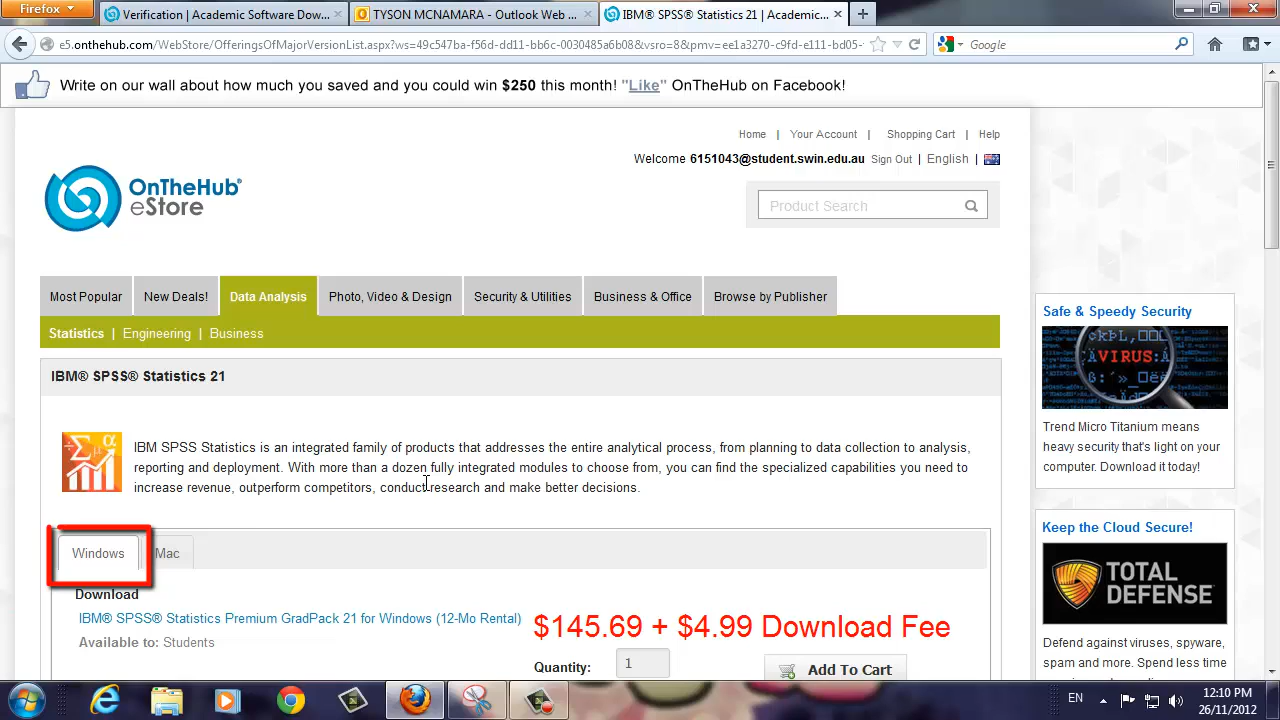 Firefox
Verification | Academic Software Dow...
TYSON MCNAMARA - Outlook Web ...
IBM® SPSS® Statistics 21 | Academic...
e5.onthehub.com/WebStore/OfferingsOfMajorVersionList.aspx?ws=49c547ba-f56d-dd11-bb6c-0030485a6b08&vsro=8&pmv=ee1a3270-c9fd-e111-bd05-
Google
Write on our wall about how much you saved and you could win $250 this month! "Like" OnTheHub on Facebook!
Home | Your Account | Shopping Cart | Help
Welcome 6151043@student.swin.edu.au Sign Out | English |
OnTheHub®
eStore
Product Search
Most Popular
New Deals!
Data Analysis
Photo, Video & Design
Security & Utilities
Business & Office
Browse by Publisher
Statistics | Engineering | Business
IBM® SPSS® Statistics 21
IBM SPSS Statistics is an integrated family of products that addresses the entire analytical process, from planning to data collection to analysis,
reporting and deployment. With more than a dozen fully integrated modules to choose from, you can find the specialized capabilities you need to
increase revenue, outperform competitors, conduct research and make better decisions.
Windows
Mac
Download
IBM® SPSS® Statistics Premium GradPack 21 for Windows (12-Mo Rental)
Available to: Students
$145.69 + $4.99 Download Fee
Quantity: 1
Add To Cart
Safe & Speedy Security
VIRUS:
Trend Micro Titanium means
heavy security that's light on your
computer. Download it today!
Keep the Cloud Secure!
TOTAL
DEFENSE
Defend against viruses, spyware,
spam and more. Spend less time
EN
12:10 PM
26/11/2012